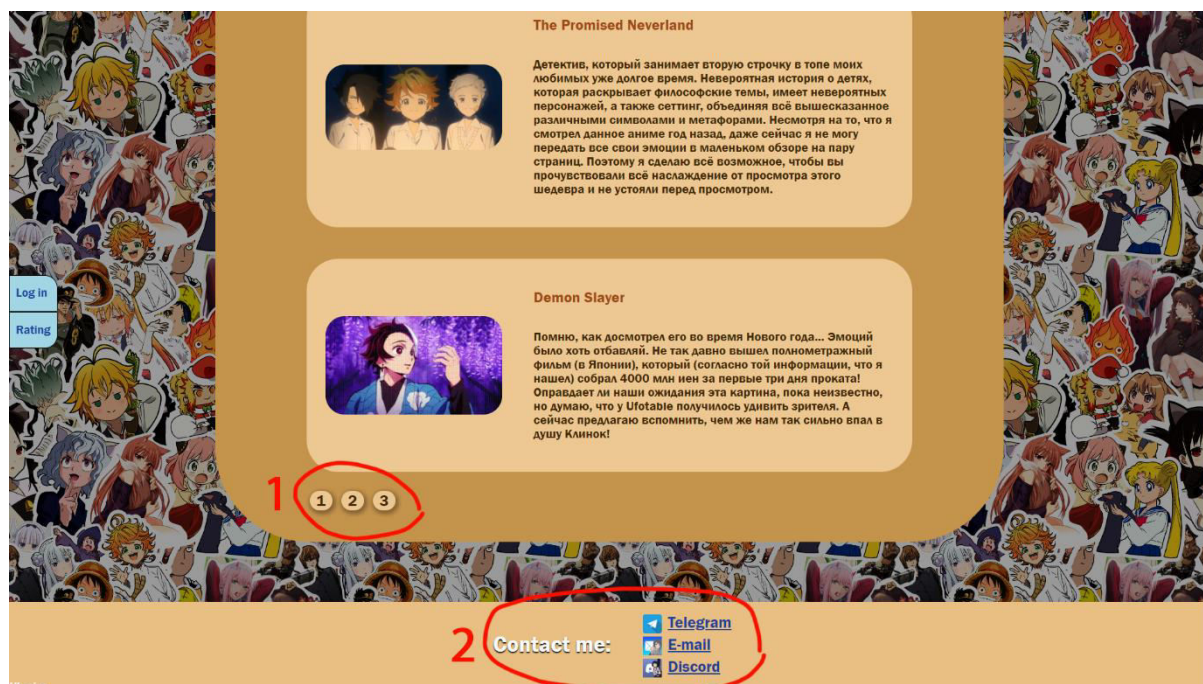 The Promised Neverland
Детектив, который занимает вторую строчку в топе моих
любимых уже долгое время. Невероятная история о детях,
которая раскрывает философские темы, имеет невероятных
персонажей, а также сеттинг, объединяя всё вышесказанное
различными символами и метафорами. Несмотря на то, что я
смотрел данное аниме год назад, даже сейчас я не могу
передать все свои эмоции в маленьком обзоре на пару
страниц. Поэтому я сделаю всё возможное, чтобы вы
прочувствовали всё наслаждение от просмотра этого
шедевра и не устояли перед просмотром.
Log in
Rating
Demon Slayer
Помню, как досмотрел его во время Нового года... Эмоций
было хоть отбавляй. Не так давно вышел полнометражный
фильм (в Японии), который (согласно той информации, что я
нашел) собрал 4000 млн иен за первые три дня проката!
Оправдает ли наши ожидания эта картина, пока неизвестно,
но думаю, что у Ufotable получилось удивить зрителя. А
сейчас предлагаю вспомнить, чем же нам так сильно впал в
душу Клинок!
1
1 2 3
2
Contact me:
Telegram
E-mail
Discord